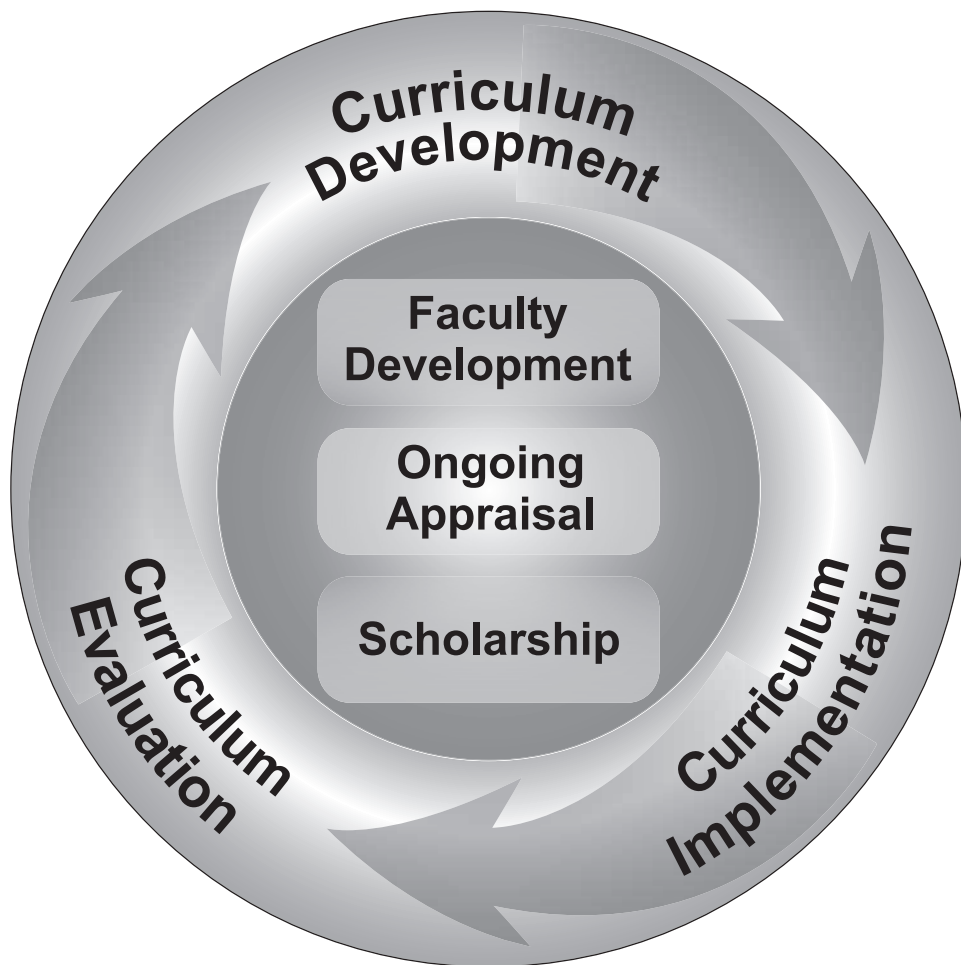 Curriculum
Development
Faculty
Development
Ongoing
Appraisal
Scholarship
Curriculum
Implementation
Curriculum
Evaluation